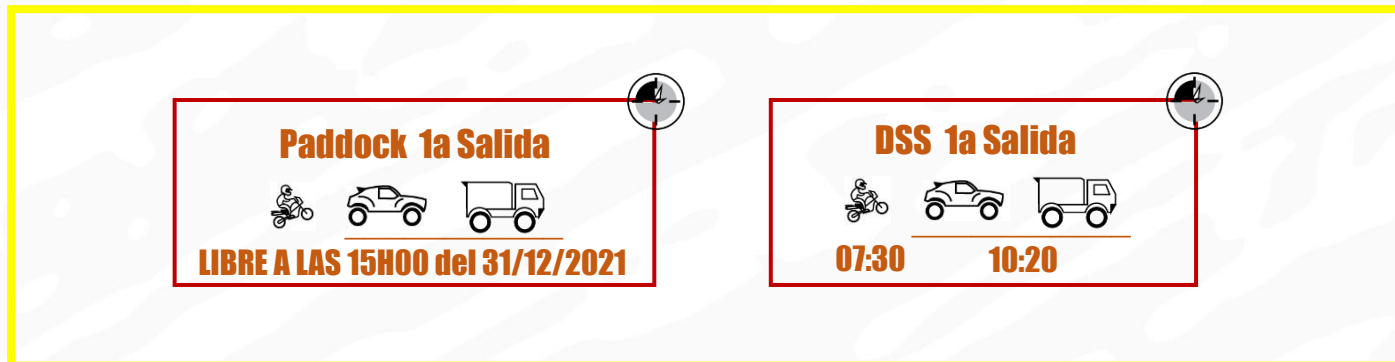 Paddock 1a Salida
LIBRE A LAS 15H00 del 31/12/2021
DSS 1a Salida
07:30 10:20